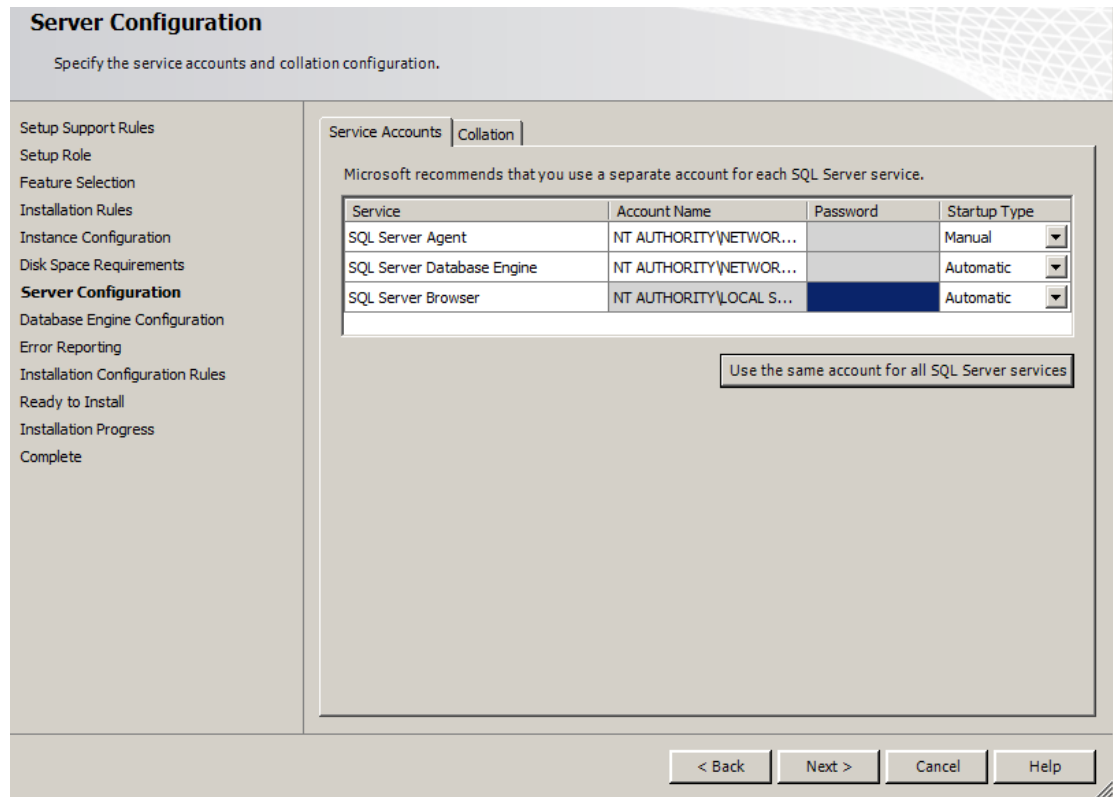 Server Configuration
Specify the service accounts and collation configuration.
Setup Support Rules
Setup Role
Feature Selection
Installation Rules
Instance Configuration
Disk Space Requirements
Server Configuration
Database Engine Configuration
Error Reporting
Installation Configuration Rules
Ready to Install
Installation Progress
Complete
Service Accounts Collation
Microsoft recommends that you use a separate account for each SQL Server service.
Service Account Name Password Startup Type
SQL Server Agent NT AUTHORITY\NETWOR... Manual
SQL Server Database Engine NT AUTHORITY\NETWOR... Automatic
SQL Server Browser NT AUTHORITY\LOCAL S... Automatic
Use the same account for all SQL Server services
< Back Next > Cancel Help